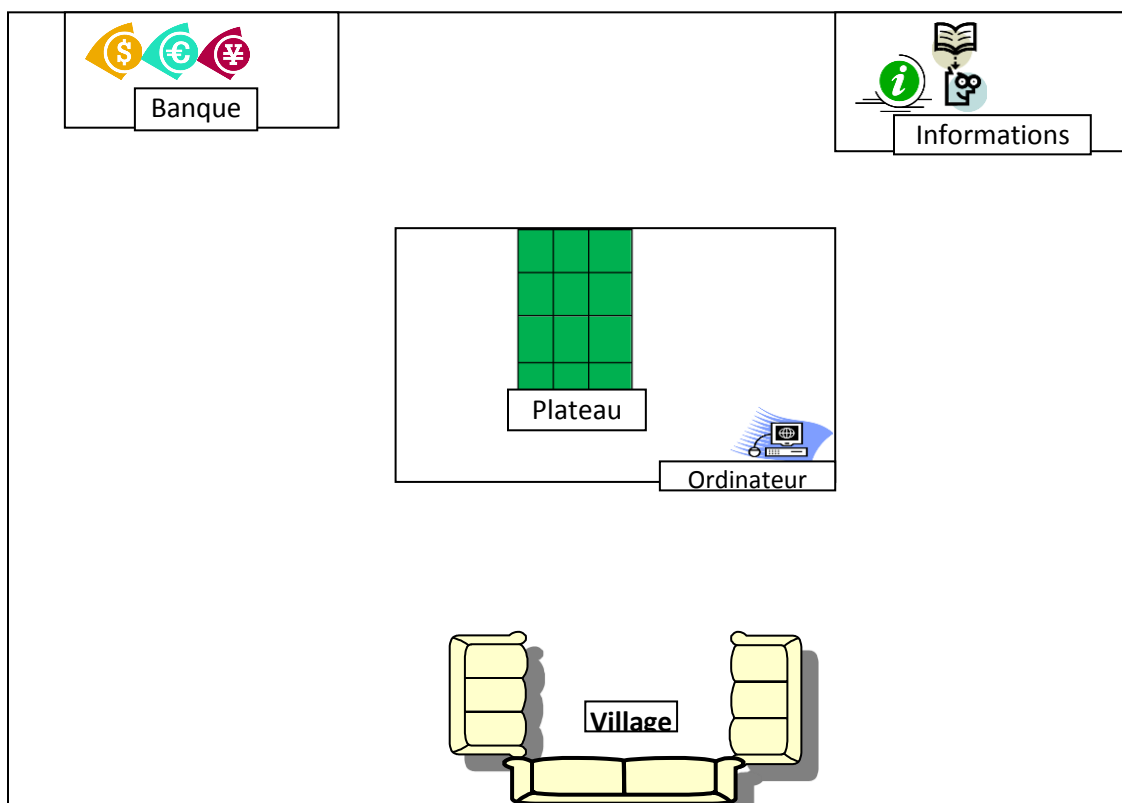 $ € ¥
Banque
i
Informations
Plateau
Ordinateur
Village